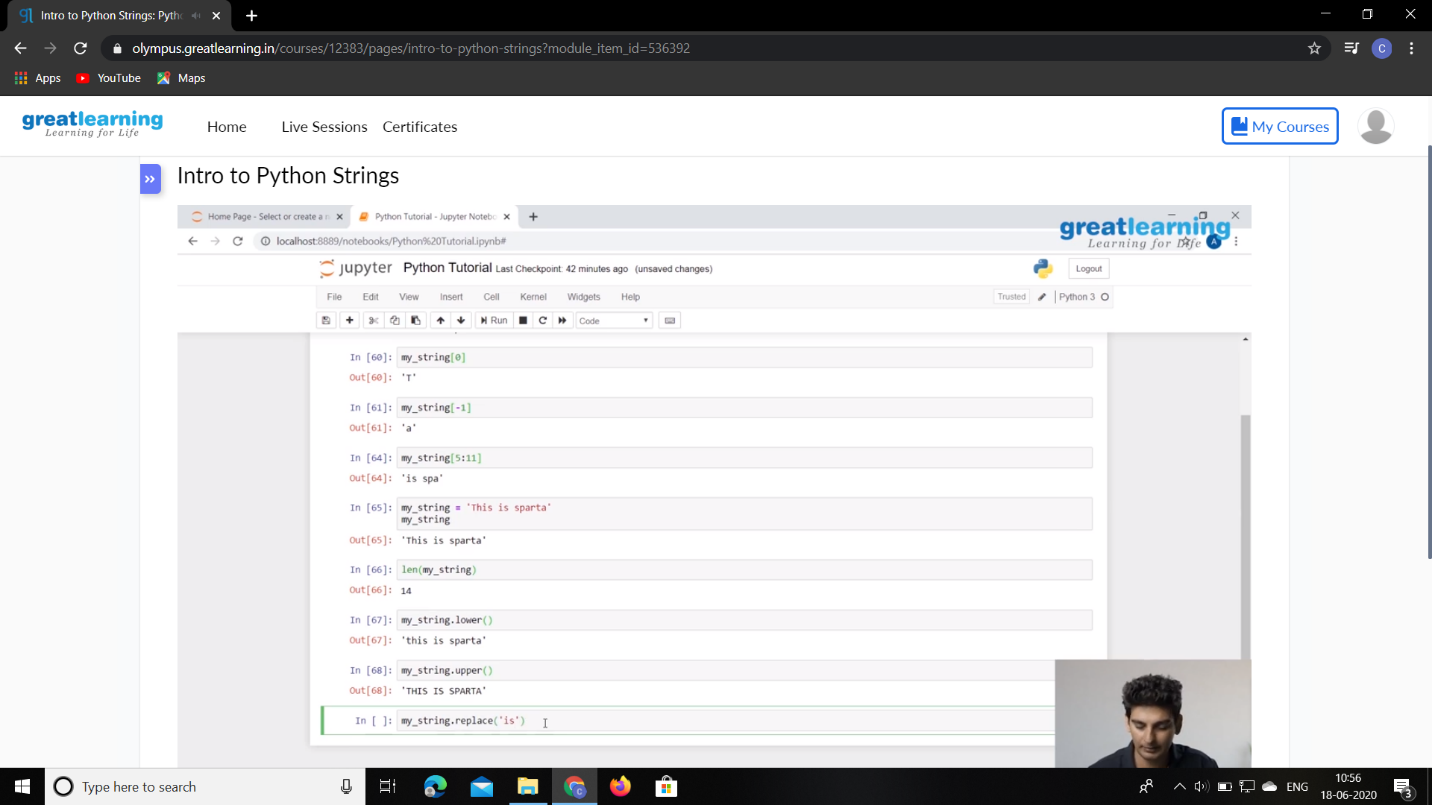 Intro to Python Strings: Pyth
olympus.greatlearning.in/courses/12383/pages/intro-to-python-strings?module_item_id=536392
C
Apps YouTube Maps
greatlearning
Learning for Life
Home Live Sessions Certificates
My Courses
Intro to Python Strings
Home Page - Select or create a n Python Tutorial - Jupyter Notebo
greatlearning
Learning for Life
localhost:8889/notebooks/Python%20Tutorial.ipynb#
A
jupyter Python Tutorial Last Checkpoint: 42 minutes ago (unsaved changes)
Logout
File Edit View Insert Cell Kernel Widgets Help
Trusted Python 3
Run Code
In [60]: my_string[0]
Out[60]: 'T'
In [61]: my_string[-1]
Out[61]: 'a'
In [64]: my_string[5:11]
Out[64]: 'is spa'
In [65]: my_string = 'This is sparta'
my_string
Out[65]: 'This is sparta'
In [66]: len(my_string)
Out[66]: 14
In [67]: my_string.lower()
Out[67]: 'this is sparta'
In [68]: my_string.upper()
Out[68]: 'THIS IS SPARTA'
In [ ]: my_string.replace('is')
Type here to search
C
ENG
10:56
18-06-2020
3